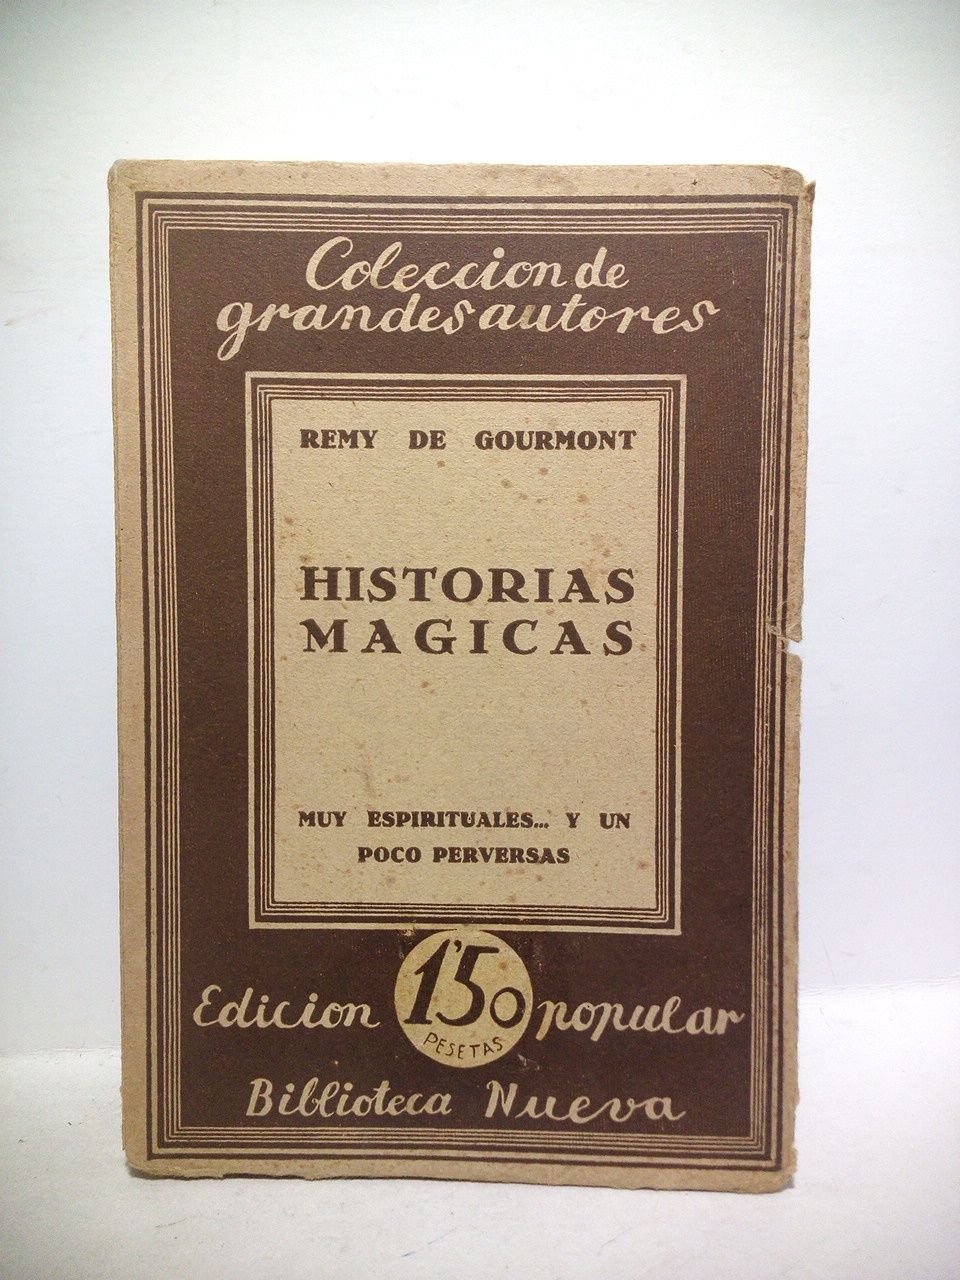 Coleccion de
grandes autores
REMY DE GOURMONT
HISTORIAS
MAGICAS
MUY ESPIRITUALES... Y UN
POCO PERVERSAS
Edicion 1'50 popular
PESETAS
Biblioteca Nueva